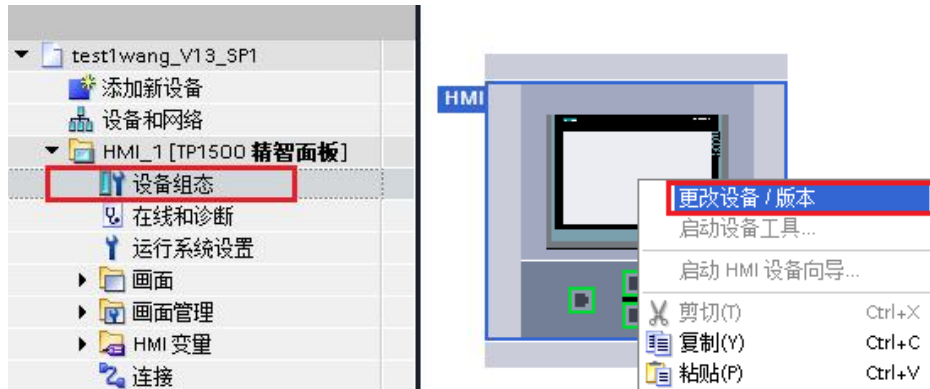 test1wang_V13_SP1
添加新设备
设备和网络
HMI_1 [TP1500 精智面板]
设备组态
在线和诊断
运行系统设置
画面
画面管理
HMI 变量
连接
HMI
更改设备 / 版本
启动设备工具...
启动 HMI 设备向导...
剪切(T) Ctrl+X
复制(Y) Ctrl+C
粘贴(P) Ctrl+V